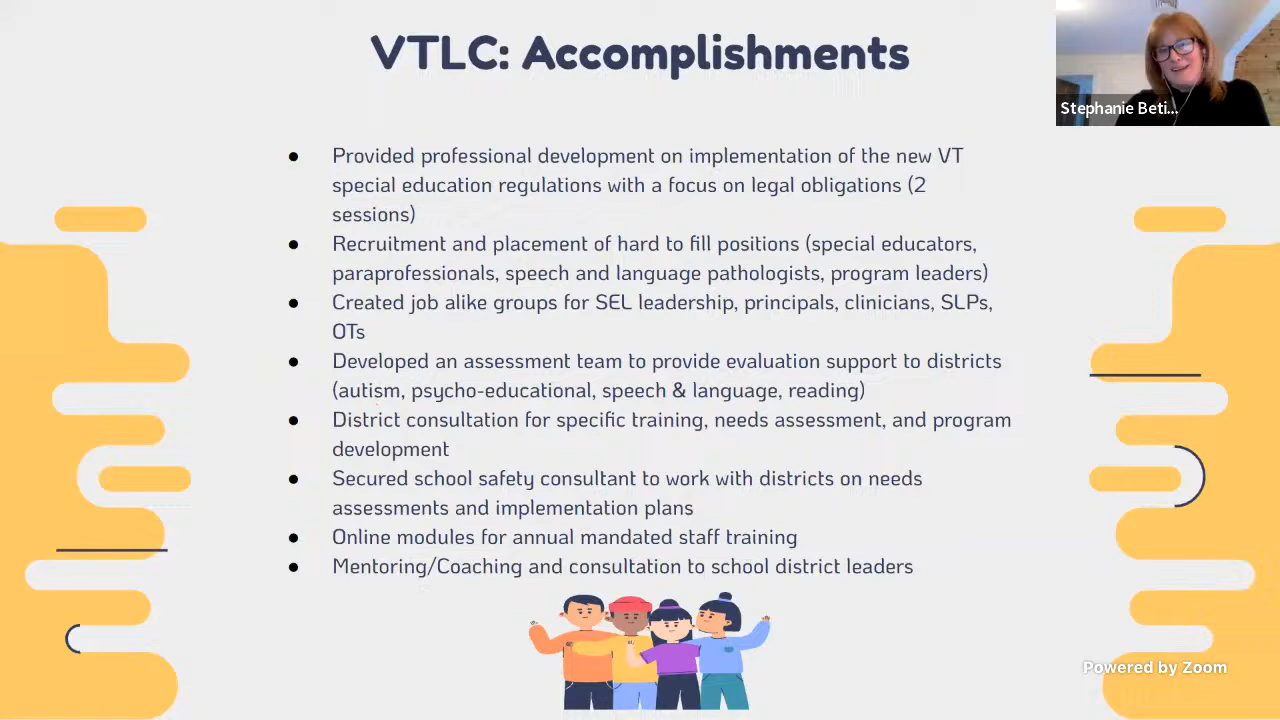 VTLC: Accomplishments
Stephanie Beti...
● Provided professional development on implementation of the new VT
special education regulations with a focus on legal obligations (2
sessions)
● Recruitment and placement of hard to fill positions (special educators,
paraprofessionals, speech and language pathologists, program leaders)
● Created job alike groups for SEL leadership, principals, clinicians, SLPs,
OTs
● Developed an assessment team to provide evaluation support to districts
(autism, psycho-educational, speech & language, reading)
● District consultation for specific training, needs assessment, and program
development
● Secured school safety consultant to work with districts on needs
assessments and implementation plans
● Online modules for annual mandated staff training
● Mentoring/Coaching and consultation to school district leaders
Powered by Zoom